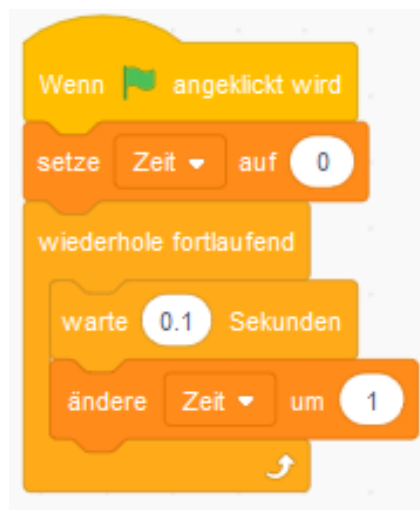 Wenn angeklickt wird
setze Zeit auf 0
wiederhole fortlaufend
warte 0.1 Sekunden
ändere Zeit um 1